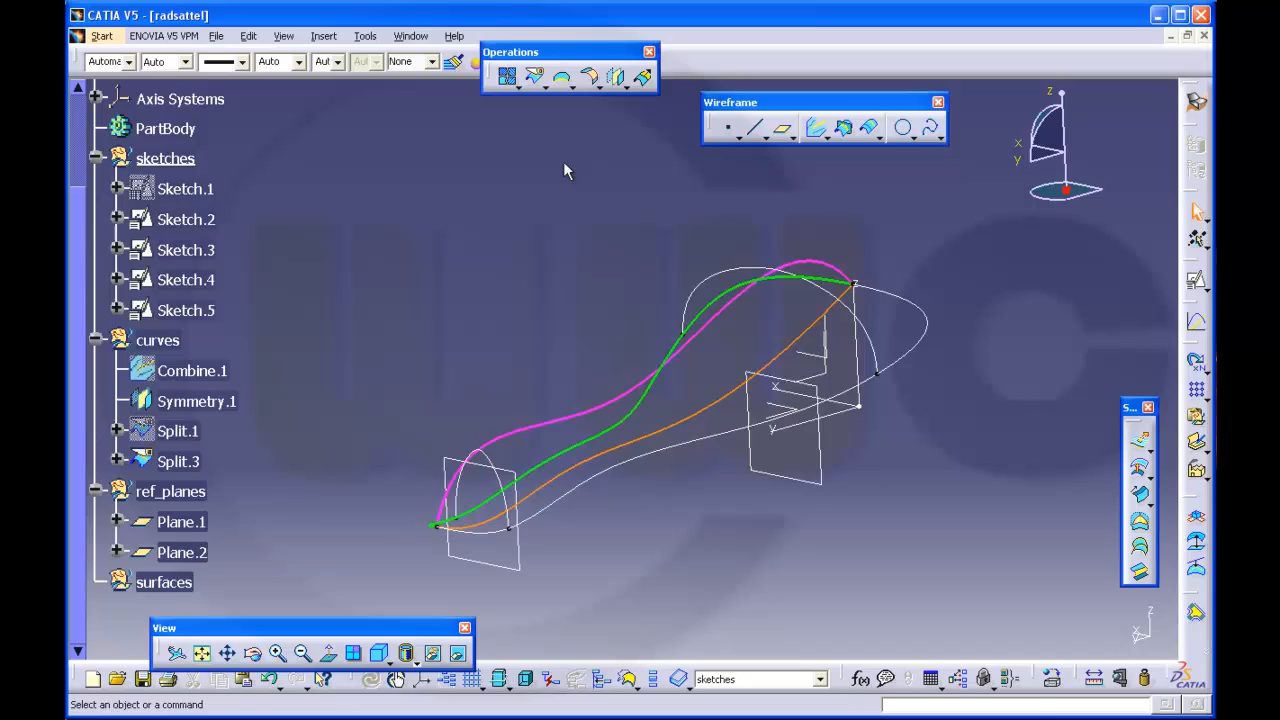 CATIA V5 - [radsattel]
Start ENOVIA V5 VPM File Edit View Insert Tools Window Help
Automa Auto Auto Aut Aut None
Operations
Wireframe
Axis Systems
PartBody
sketches
Sketch.1
Sketch.2
Sketch.3
Sketch.4
Sketch.5
curves
Combine.1
Symmetry.1
Split.1
Split.3
ref_planes
Plane.1
Plane.2
surfaces
z
x
y
z
x
y
S...
View
z
x
sketches
f(x)
CATIA
Select an object or a command